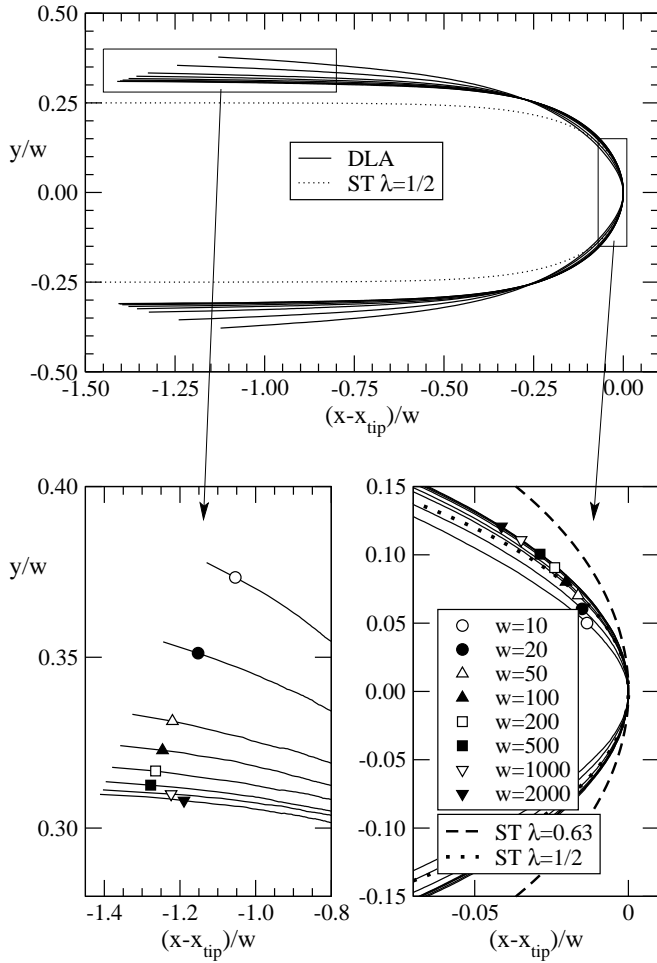 0.50
0.25
y/w
0.00
-0.25
-0.50
DLA
ST λ=1/2
-1.50 -1.25 -1.00 -0.75 -0.50 -0.25 0.00
(x-x_tip)/w
0.40
y/w
0.35
0.30
-1.4 -1.2 -1.0 -0.8
(x-x_tip)/w
0.15
0.10
0.05
0.00
-0.05
-0.10
-0.15
w=10
w=20
w=50
w=100
w=200
w=500
w=1000
w=2000
ST λ=0.63
ST λ=1/2
-0.05 0
(x-x_tip)/w